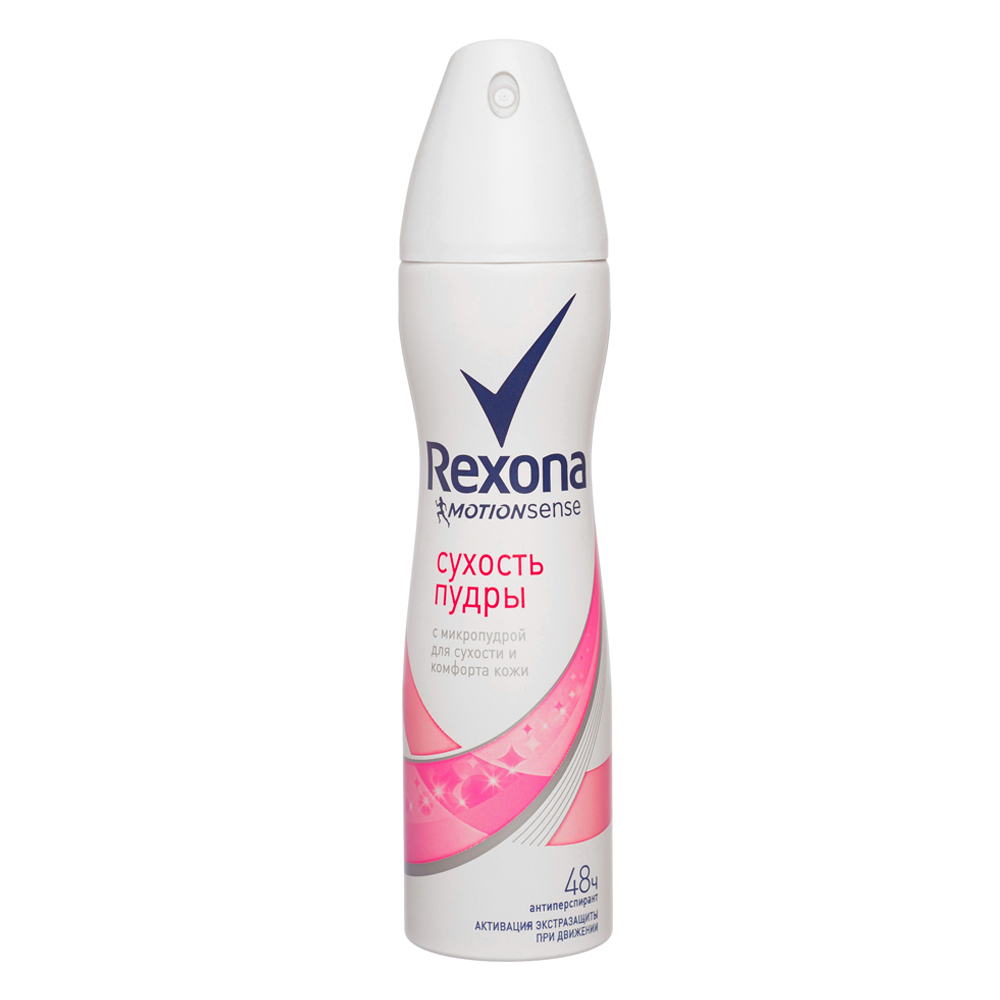 Rexona
MOTIONsense
сухость
пудры
с микропудрой
для сухости и
комфорта кожи
48ч
антиперспирант
АКТИВАЦИЯ ЭКСТРАЗАЩИТЫ
ПРИ ДВИЖЕНИИ